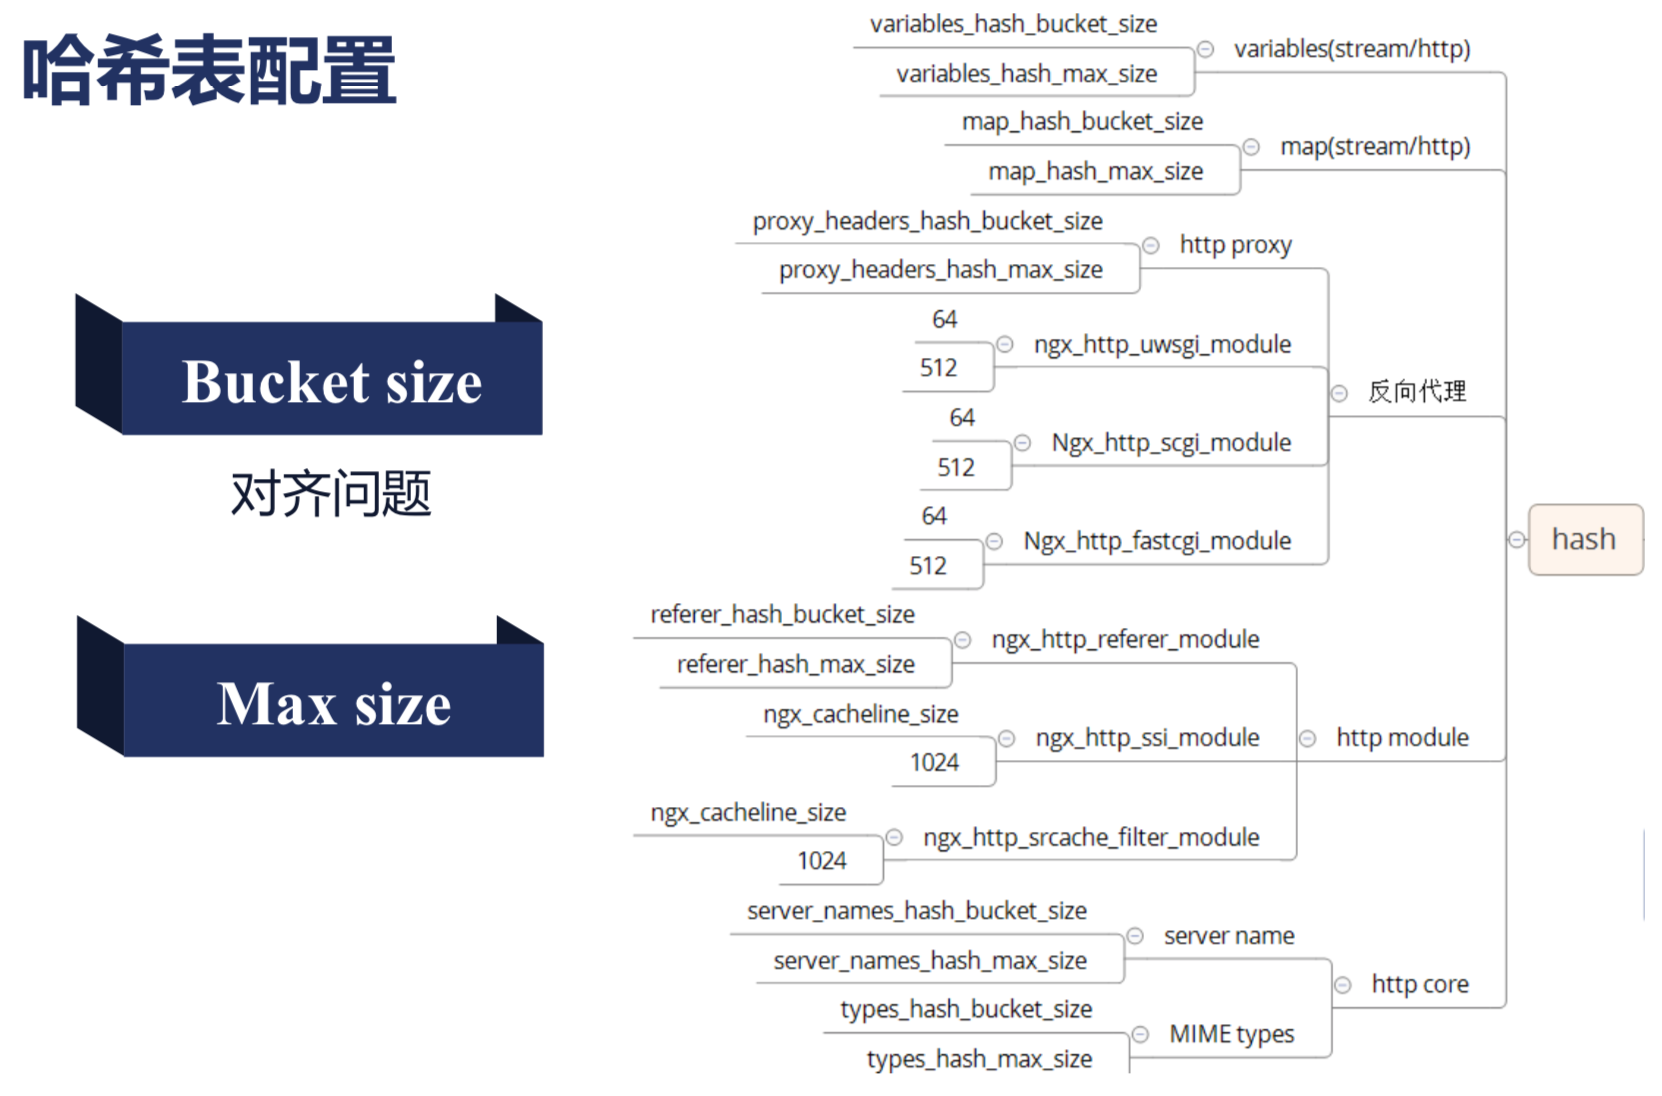 哈希表配置
Bucket size
对齐问题
Max size
variables_hash_bucket_size
variables_hash_max_size
variables(stream/http)
map_hash_bucket_size
map_hash_max_size
map(stream/http)
proxy_headers_hash_bucket_size
proxy_headers_hash_max_size
http proxy
64
512
ngx_http_uwsgi_module
64
512
Ngx_http_scgi_module
64
512
Ngx_http_fastcgi_module
反向代理
referer_hash_bucket_size
referer_hash_max_size
ngx_http_referer_module
ngx_cacheline_size
1024
ngx_http_ssi_module
ngx_cacheline_size
1024
ngx_http_srcache_filter_module
http module
server_names_hash_bucket_size
server_names_hash_max_size
server name
types_hash_bucket_size
types_hash_max_size
MIME types
http core
hash